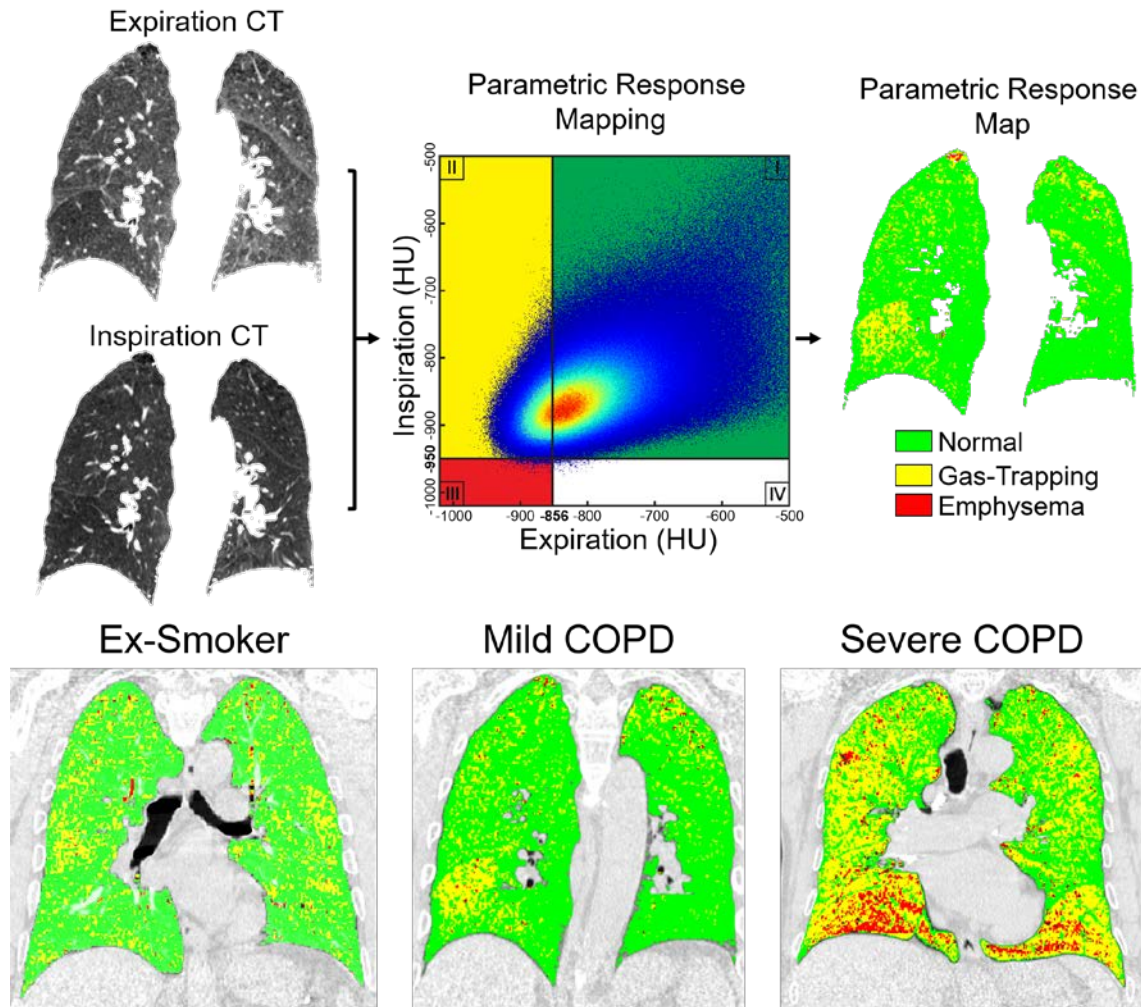 Expiration CT
Inspiration CT
Parametric Response
Mapping
Inspiration (HU)
-500
-600
-700
-800
-900
-950
-1000
II
I
III
IV
-1000
-900
-856
-800
-700
-600
-500
Expiration (HU)
Parametric Response
Map
Normal
Gas-Trapping
Emphysema
Ex-Smoker
Mild COPD
Severe COPD